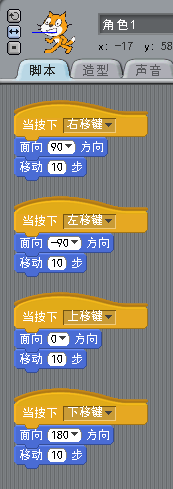 角色1
x: -17 y: 58
脚本 造型 声音
当按下 右移键
面向 90 方向
移动 10 步
当按下 左移键
面向 -90 方向
移动 10 步
当按下 上移键
面向 0 方向
移动 10 步
当按下 下移键
面向 180 方向
移动 10 步